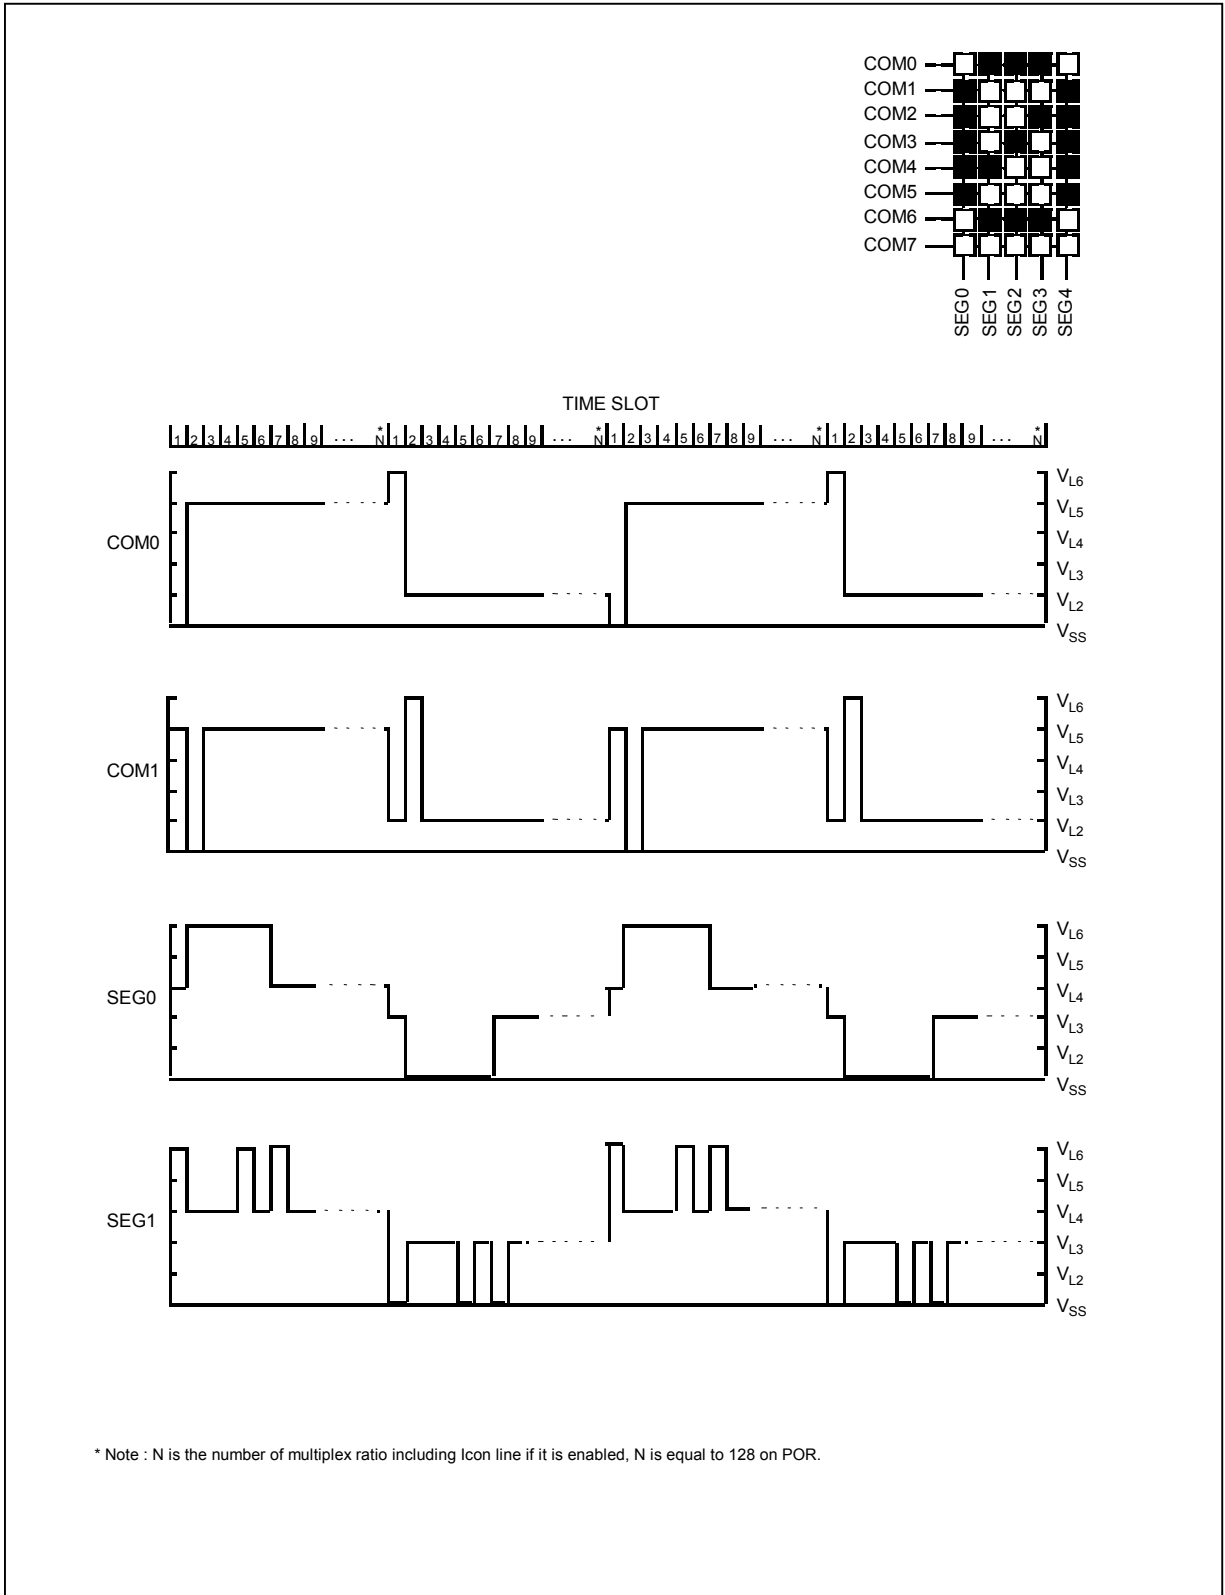 COM0
COM1
COM2
COM3
COM4
COM5
COM6
COM7
SEG0
SEG1
SEG2
SEG3
SEG4
TIME SLOT
1 2 3 4 5 6 7 8 9 ... *N 1 2 3 4 5 6 7 8 9 ... *N 1 2 3 4 5 6 7 8 9 ... *N 1 2 3 4 5 6 7 8 9 ... *N
COM0
VL6
VL5
VL4
VL3
VL2
VSS
COM1
VL6
VL5
VL4
VL3
VL2
VSS
SEG0
VL6
VL5
VL4
VL3
VL2
VSS
SEG1
VL6
VL5
VL4
VL3
VL2
VSS
* Note : N is the number of multiplex ratio including Icon line if it is enabled, N is equal to 128 on POR.